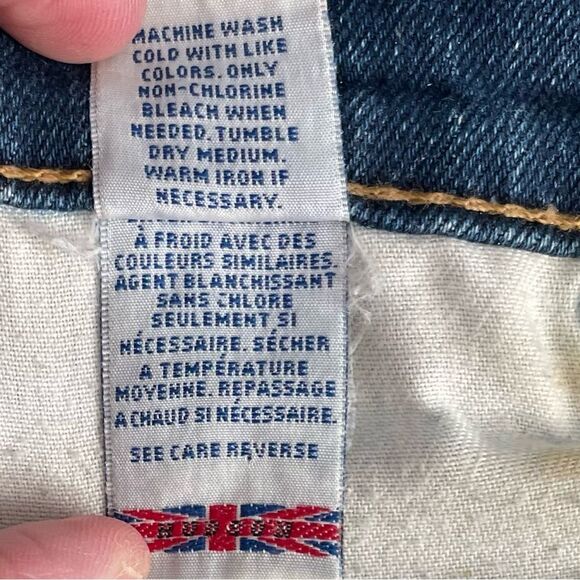 MACHINE WASH
COLD WITH LIKE
COLORS. ONLY
NON-CHLORINE
BLEACH WHEN
NEEDED. TUMBLE
DRY MEDIUM.
WARM IRON IF
NECESSARY.
À FROID AVEC DES
COULEURS SIMILAIRES.
AGENT BLANCHISSANT
SANS CHLORE
SEULEMENT SI
NÉCESSAIRE. SÉCHER
A TEMPÉRATURE
MOYENNE. REPASSAGE
A CHAUD SI NÉCESSAIRE.
SEE CARE REVERSE
HUDSON